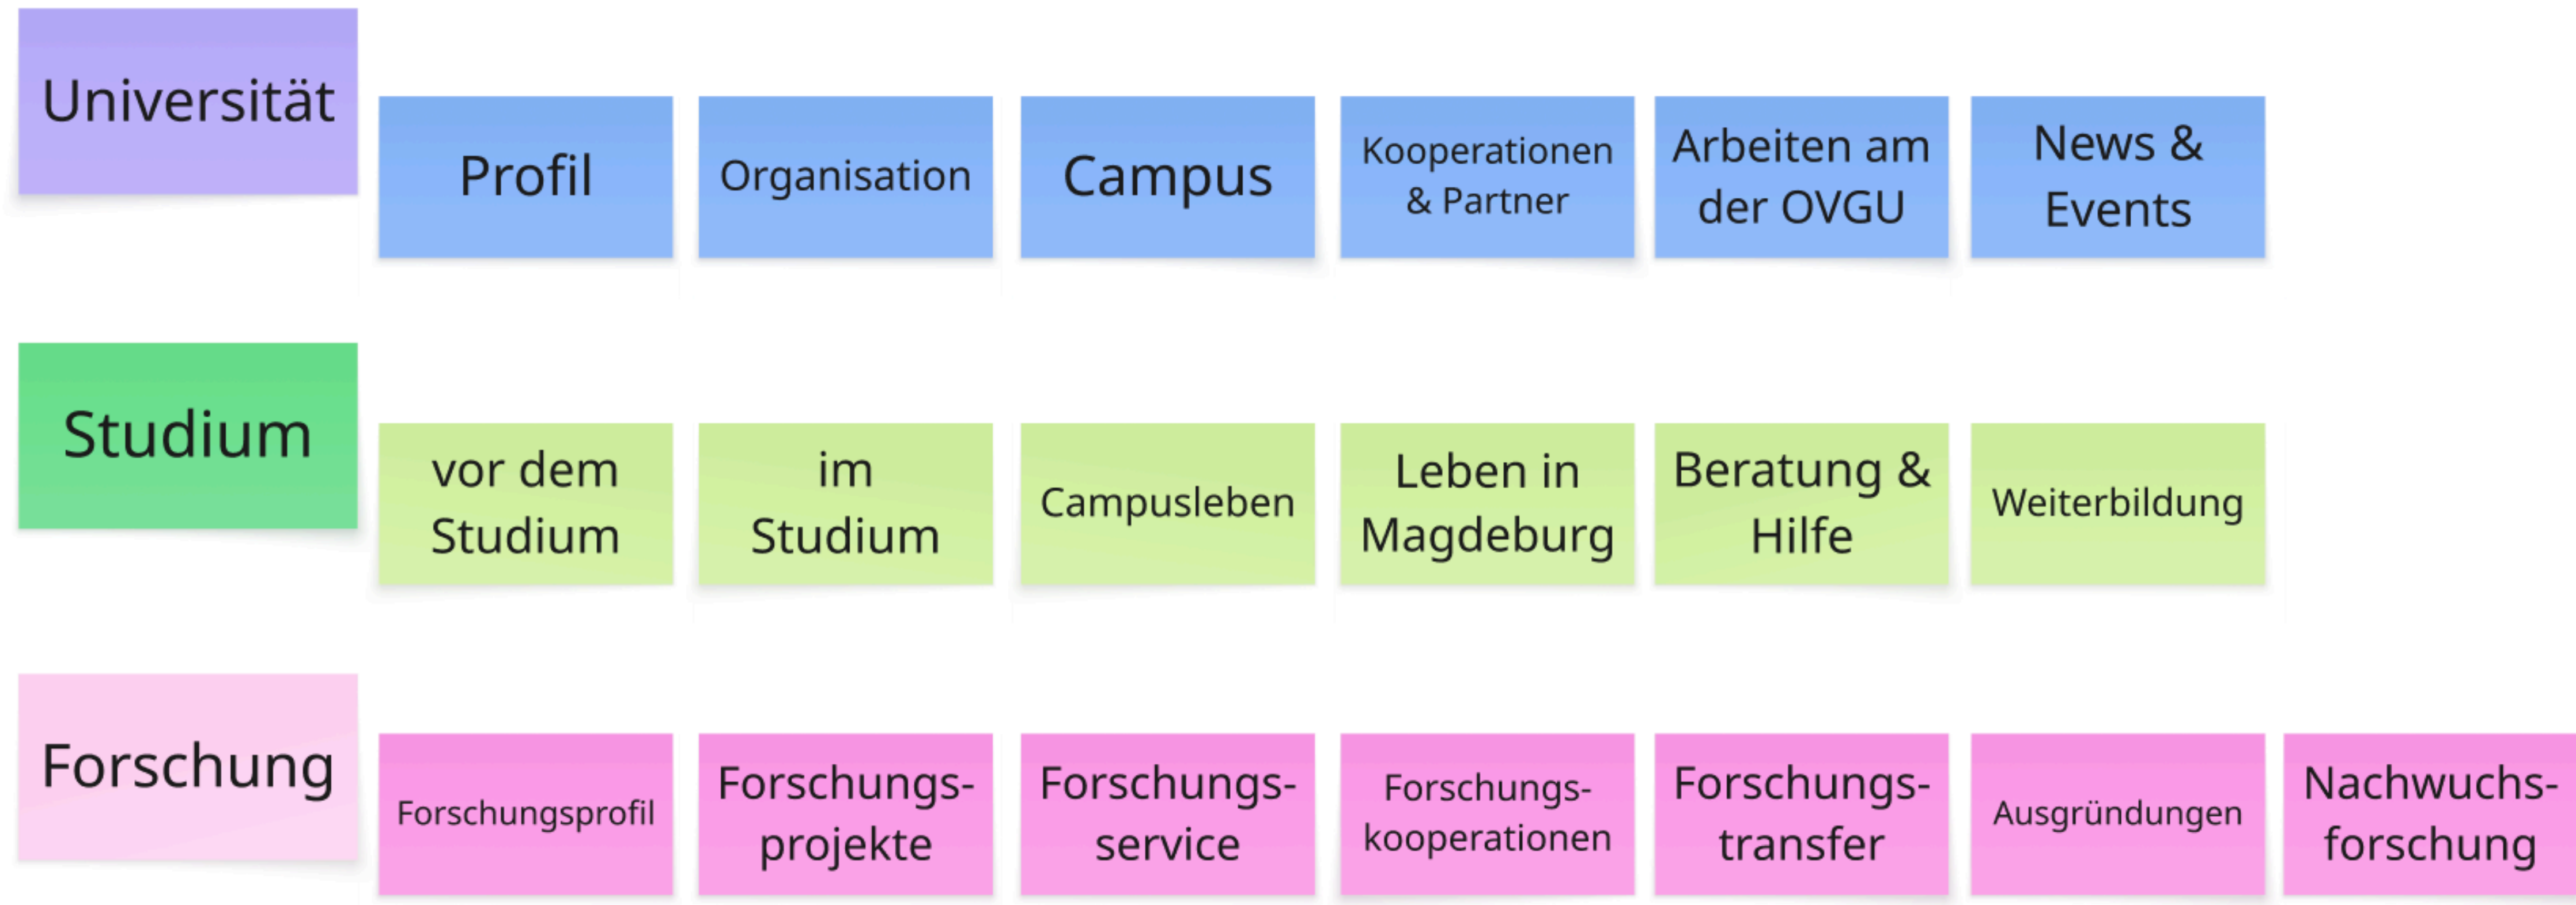 Universität
Profil
Organisation
Campus
Kooperationen
& Partner
Arbeiten am
der OVGU
News &
Events
Studium
vor dem
Studium
im
Studium
Campusleben
Leben in
Magdeburg
Beratung &
Hilfe
Weiterbildung
Forschung
Forschungsprofil
Forschungs-
projekte
Forschungs-
service
Forschungs-
kooperationen
Forschungs-
transfer
Ausgründungen
Nachwuchs-
forschung